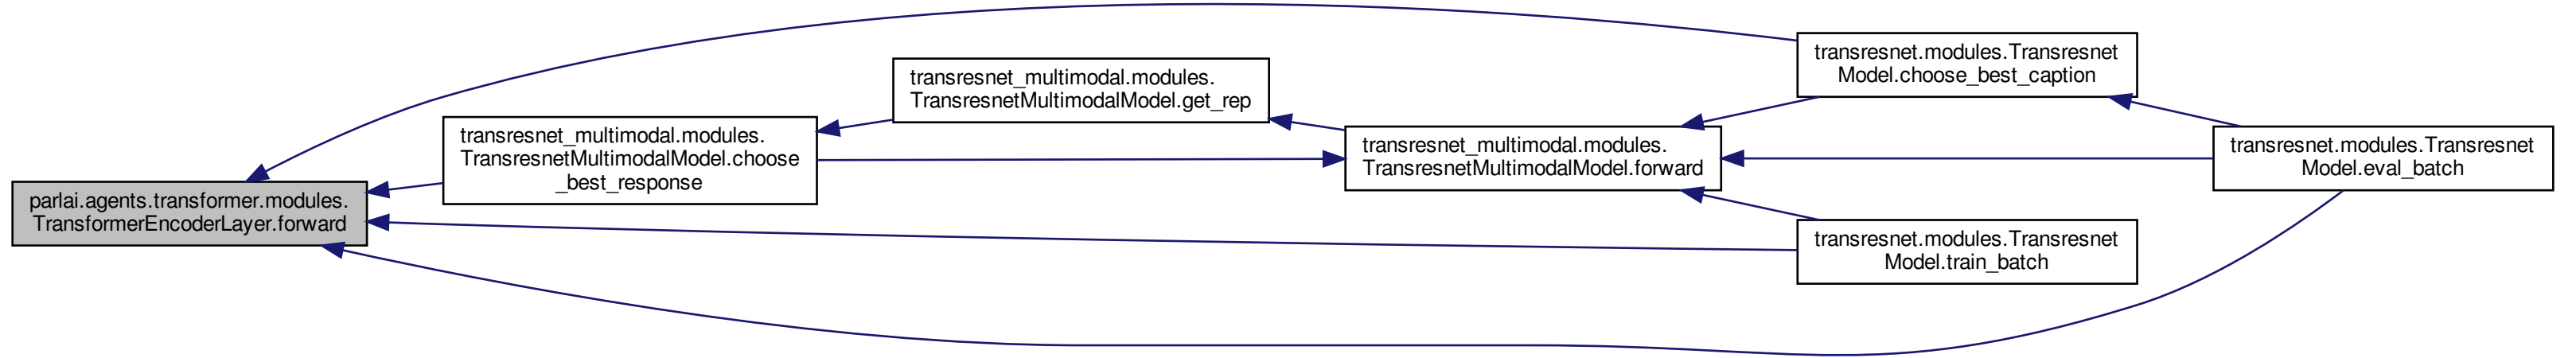 parlai.agents.transformer.modules.
TransformerEncoderLayer.forward
transresnet_multimodal.modules.
TransresnetMultimodalModel.choose
_best_response
transresnet_multimodal.modules.
TransresnetMultimodalModel.get_rep
transresnet_multimodal.modules.
TransresnetMultimodalModel.forward
transresnet.modules.Transresnet
Model.choose_best_caption
transresnet.modules.Transresnet
Model.eval_batch
transresnet.modules.Transresnet
Model.train_batch